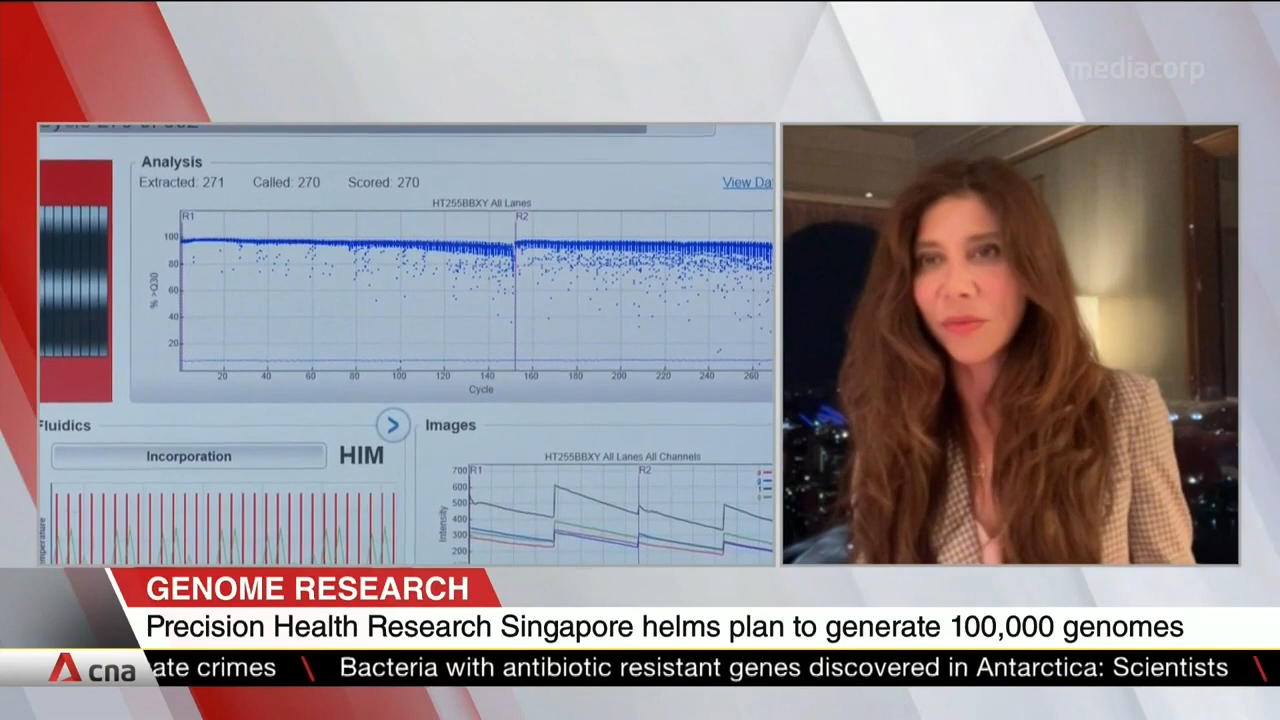 mediacorp
Analysis
Extracted: 271 Called: 270 Scored: 270
View Da
HT255BBXY All Lanes
R1
R2
100
80
60
40
20
% >Q30
20 40 60 80 100 120 140 160 180 200 220 240 260
Cycle
Fluidics
Incorporation
HIM
Images
HT255BBXY All Lanes All Channels
R1
R2
700
600
500
400
300
200
Intensity
GENOME RESEARCH
Precision Health Research Singapore helms plan to generate 100,000 genomes
cna
ate crimes \ Bacteria with antibiotic resistant genes discovered in Antarctica: Scientists \